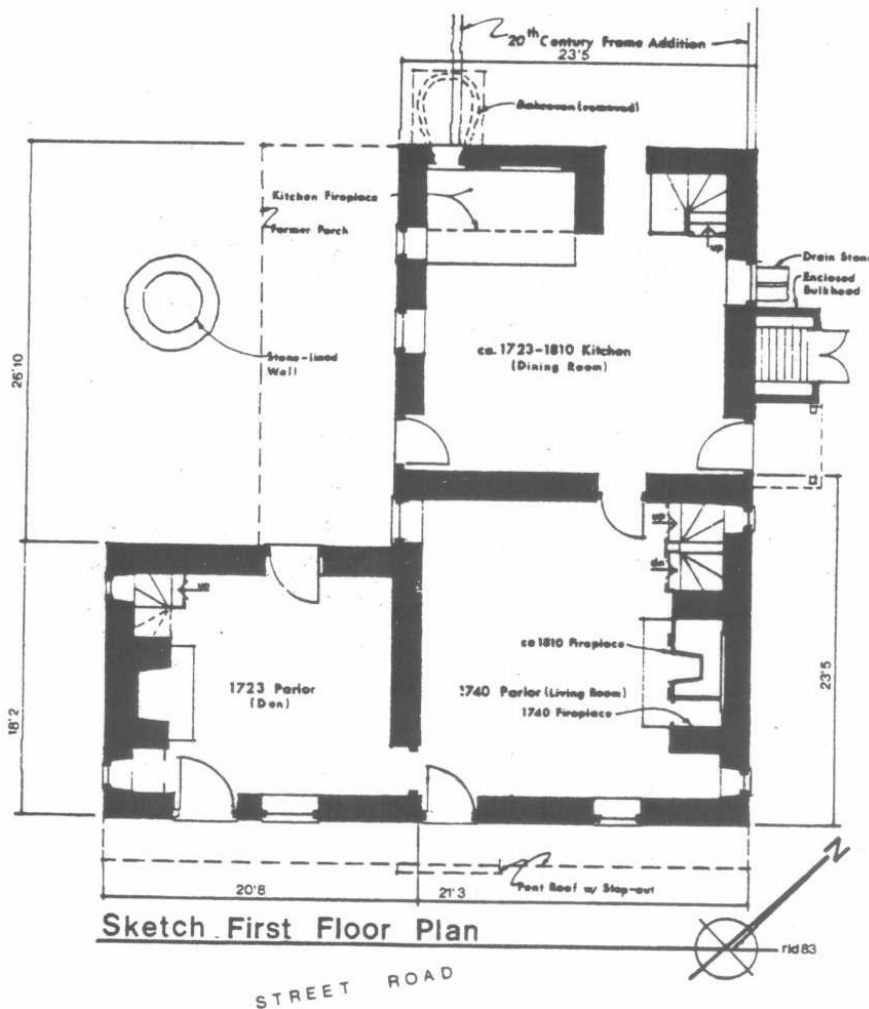 20th Century Frame Addition
23'5
Bakeoven (removed)
Kitchen Fireplace
Former Porch
up
Drain Stone
Enclosed
Bulkhead
Stone-lined
Well
ca. 1723-1810 Kitchen
(Dining Room)
26'10
up
dn
up
ca 1810 Fireplace
1723 Parlor
(Den)
1740 Parlor (Living Room)
1740 Fireplace
23'5
18'2
20'8
21'3
Pent Roof w/ Step-out
Sketch First Floor Plan
N
rld83
STREET ROAD